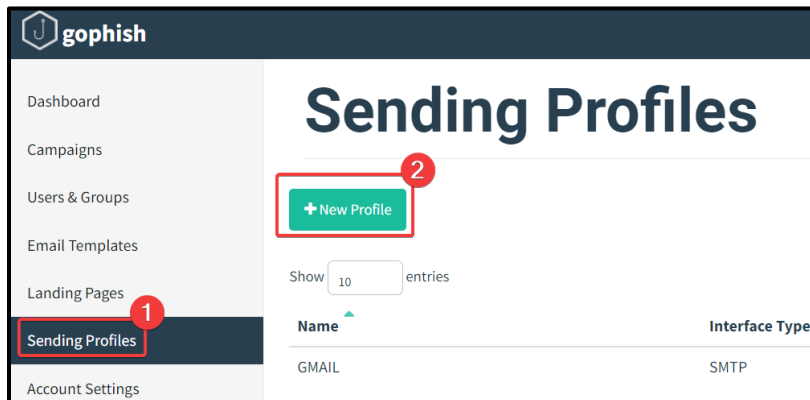 gophish
Dashboard
Campaigns
Users & Groups
Email Templates
Landing Pages
1
Sending Profiles
Account Settings
Sending Profiles
2
+ New Profile
Show 10 entries
Name Interface Type
GMAIL SMTP